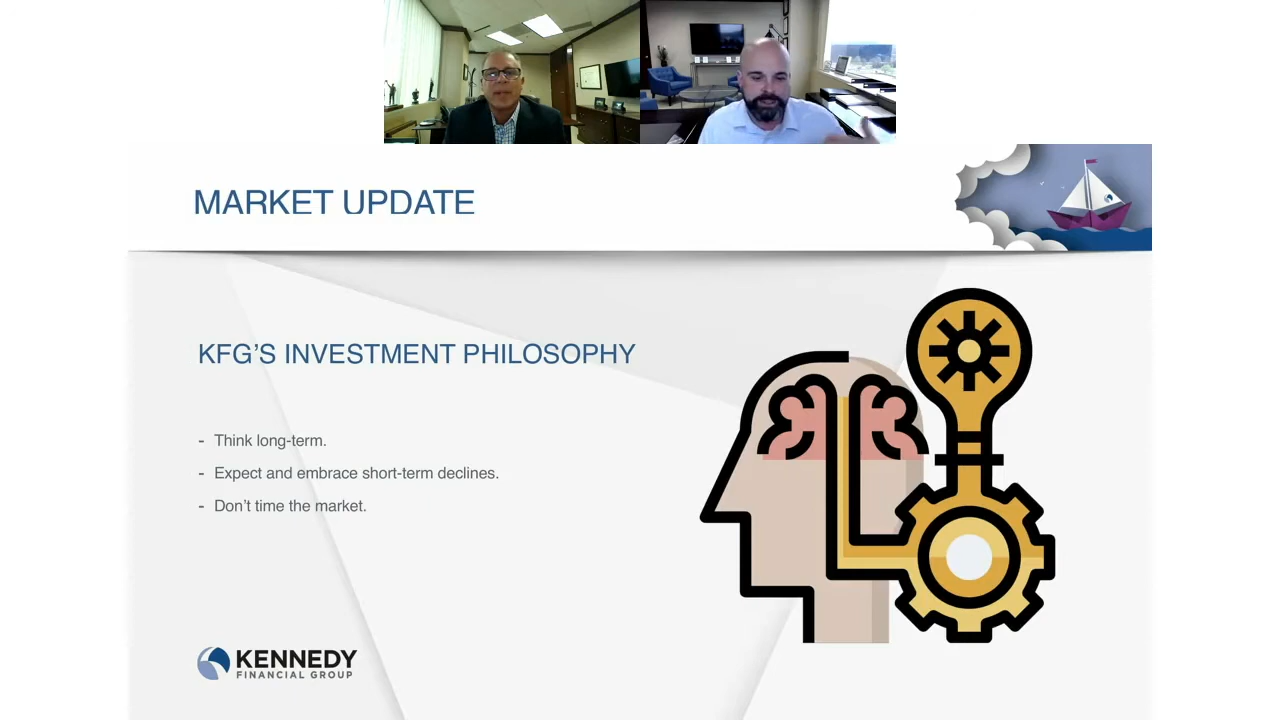 MARKET UPDATE
KFG'S INVESTMENT PHILOSOPHY
- Think long-term.
- Expect and embrace short-term declines.
- Don't time the market.
KENNEDY
FINANCIAL GROUP